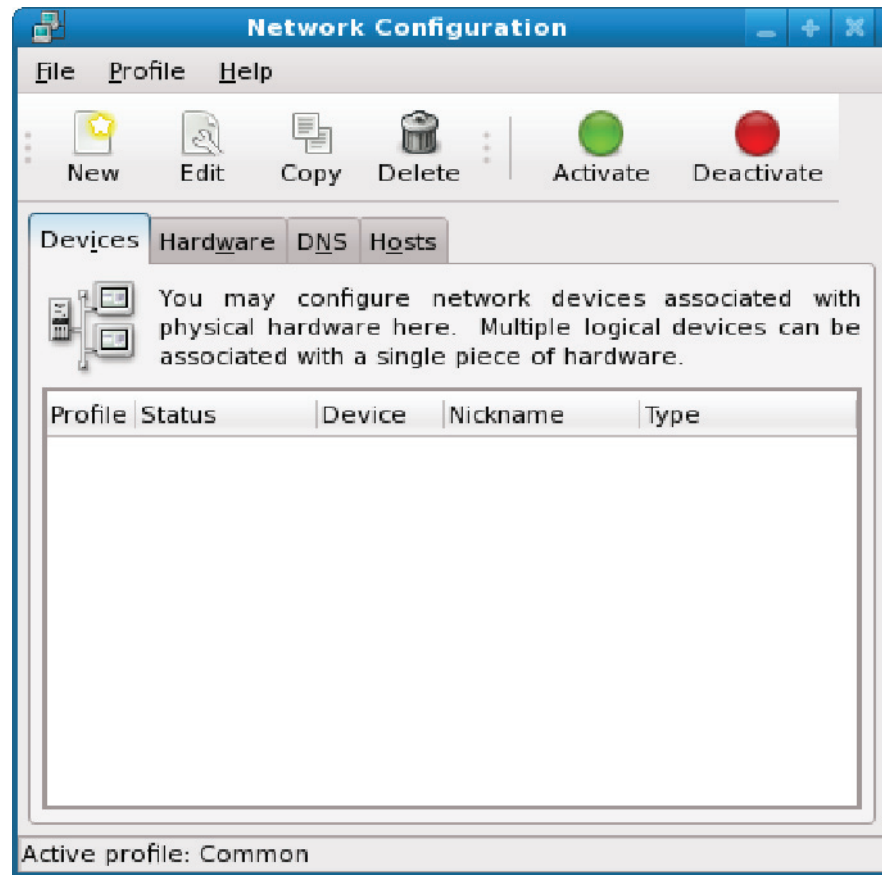 Network Configuration
File Profile Help
New Edit Copy Delete Activate Deactivate
Devices Hardware DNS Hosts
You may configure network devices associated with
physical hardware here. Multiple logical devices can be
associated with a single piece of hardware.
Profile Status Device Nickname Type
Active profile: Common